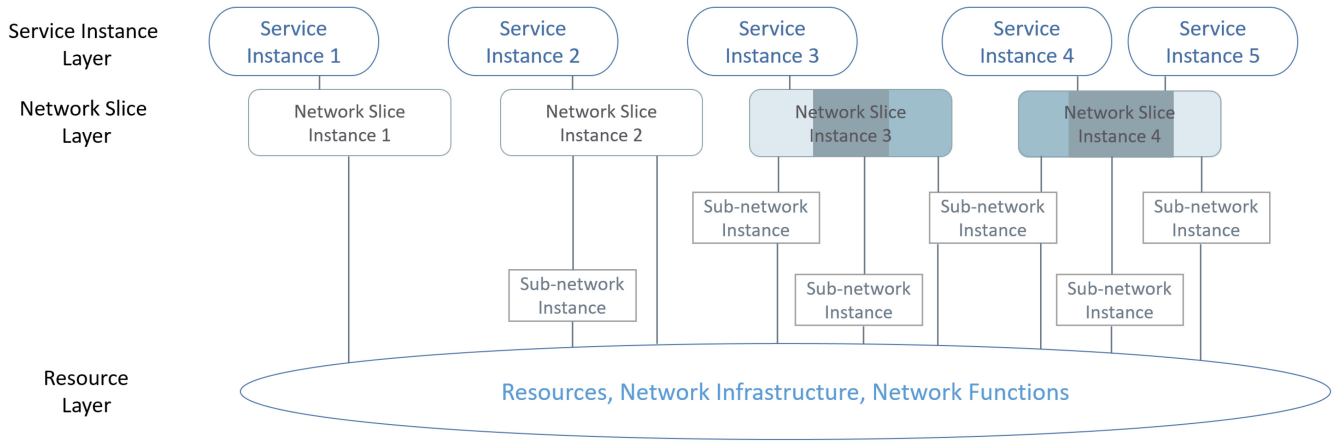 Service Instance
Layer
Service
Instance 1
Service
Instance 2
Service
Instance 3
Service
Instance 4
Service
Instance 5
Network Slice
Layer
Network Slice
Instance 1
Network Slice
Instance 2
Network Slice
Instance 3
Network Slice
Instance 4
Sub-network
Instance
Sub-network
Instance
Sub-network
Instance
Sub-network
Instance
Sub-network
Instance
Sub-network
Instance
Resource
Layer
Resources, Network Infrastructure, Network Functions